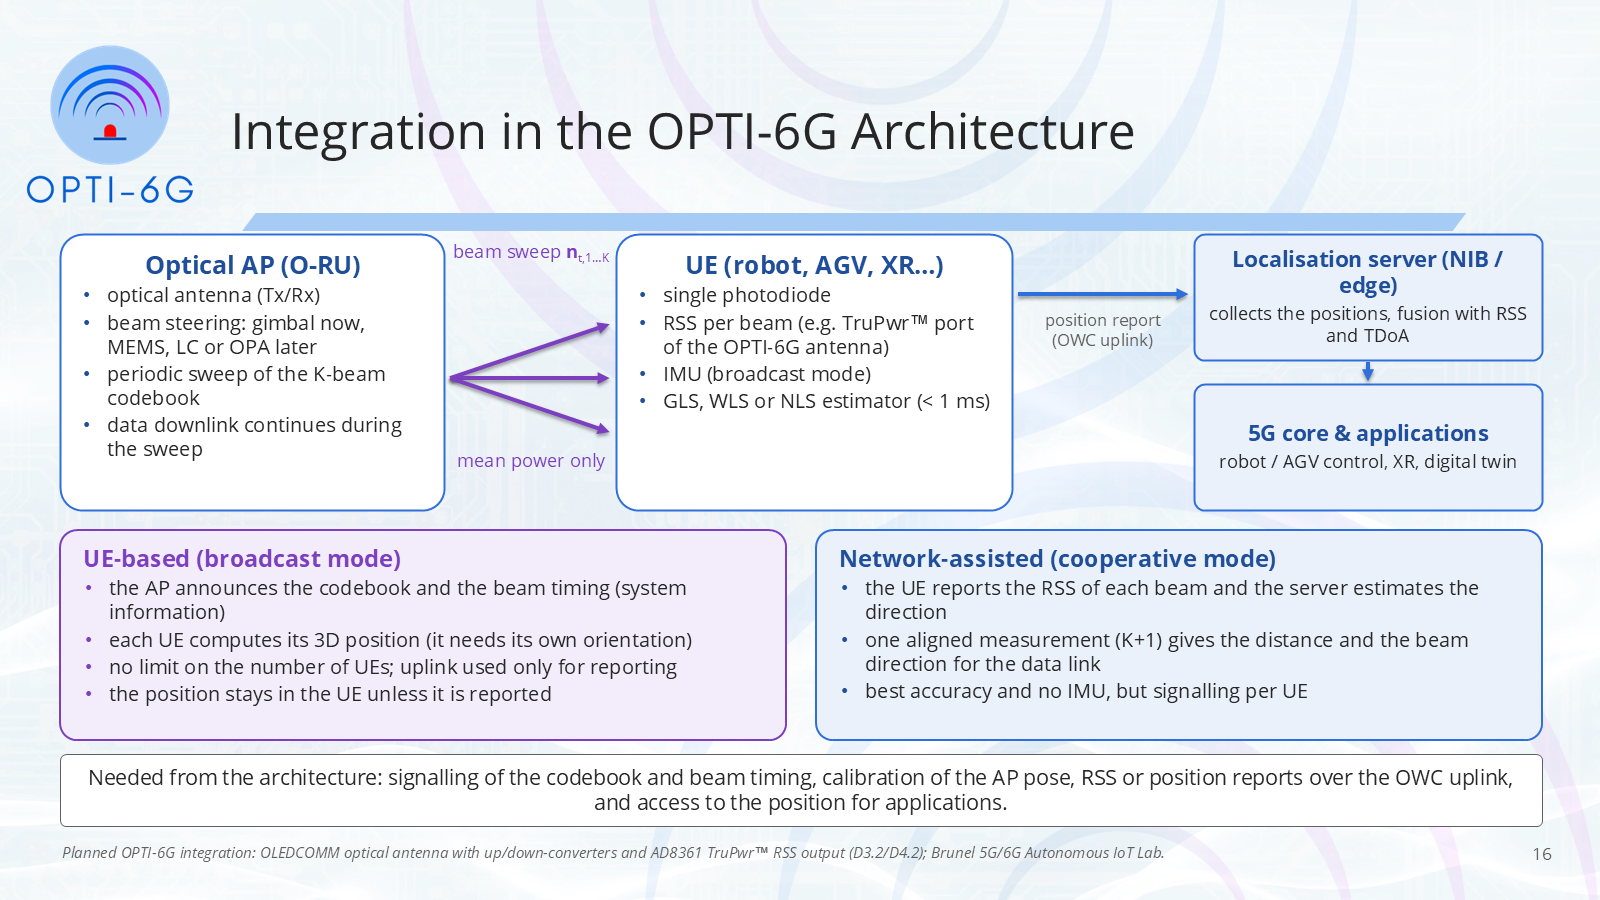 OPTI-6G
Integration in the OPTI-6G Architecture
Optical AP (O-RU)
• optical antenna (Tx/Rx)
• beam steering: gimbal now,
MEMS, LC or OPA later
• periodic sweep of the K-beam
codebook
• data downlink continues during
the sweep
beam sweep n t,1...K
mean power only
UE (robot, AGV, XR...)
• single photodiode
• RSS per beam (e.g. TruPwr™ port
of the OPTI-6G antenna)
• IMU (broadcast mode)
• GLS, WLS or NLS estimator (< 1 ms)
position report
(OWC uplink)
Localisation server (NIB /
edge)
collects the positions, fusion with RSS
and TDoA
5G core & applications
robot / AGV control, XR, digital twin
UE-based (broadcast mode)
• the AP announces the codebook and the beam timing (system
information)
• each UE computes its 3D position (it needs its own orientation)
• no limit on the number of UEs; uplink used only for reporting
• the position stays in the UE unless it is reported
Network-assisted (cooperative mode)
• the UE reports the RSS of each beam and the server estimates the
direction
• one aligned measurement (K+1) gives the distance and the beam
direction for the data link
• best accuracy and no IMU, but signalling per UE
Needed from the architecture: signalling of the codebook and beam timing, calibration of the AP pose, RSS or position reports over the OWC uplink,
and access to the position for applications.
Planned OPTI-6G integration: OLEDCOMM optical antenna with up/down-converters and AD8361 TruPwr™ RSS output (D3.2/D4.2); Brunel 5G/6G Autonomous IoT Lab.
16